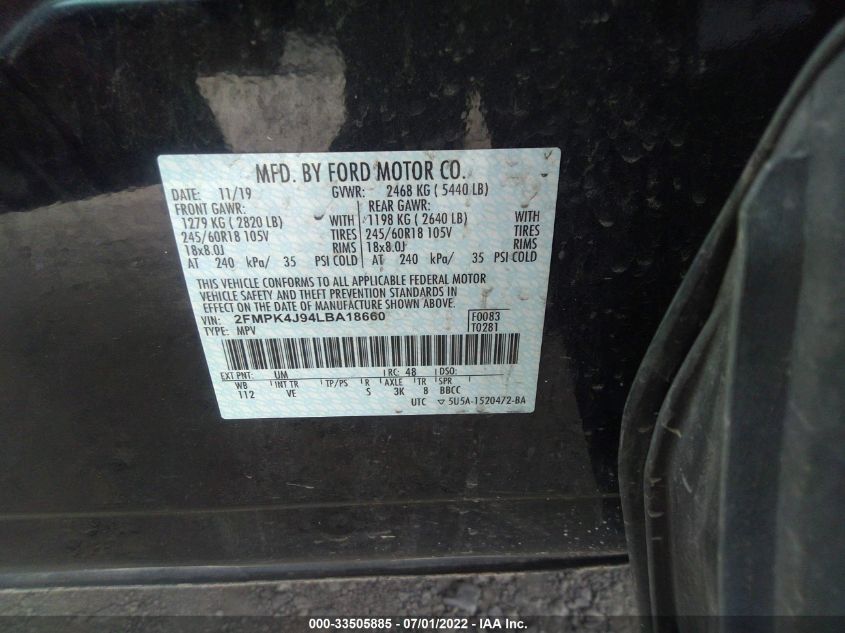 MFD. BY FORD MOTOR CO.
DATE: 11/19 GVWR: 2468 KG ( 5440 LB)
FRONT GAWR: REAR GAWR:
1279 KG ( 2820 LB) WITH 1198 KG ( 2640 LB) WITH
245/60R18 105V TIRES 245/60R18 105V TIRES
18x8.0J RIMS 18x8.0J RIMS
AT 240 kPa/ 35 PSI COLD AT 240 kPa/ 35 PSI COLD
THIS VEHICLE CONFORMS TO ALL APPLICABLE FEDERAL MOTOR
VEHICLE SAFETY AND THEFT PREVENTION STANDARDS IN
EFFECT ON THE DATE OF MANUFACTURE SHOWN ABOVE.
VIN: 2FMPK4J94LBA18660 F0083
TYPE: MPV T0281
EXT PNT: UM RC: 48 DSO:
WB INT TR TP/PS R AXLE TR SPR
112 VE S 3K 8 BBCC
UTC ▽ 5U5A-1520472-BA
000-33505885 - 07/01/2022 - IAA Inc.